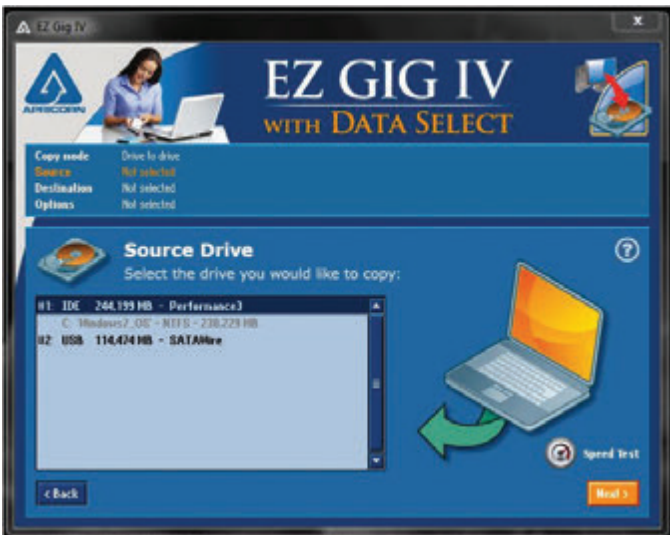 EZ Gig IV
x
APRICORN
EZ GIG IV
WITH DATA SELECT
Copy mode Drive to drive
Source Not selected
Destination Not selected
Options Not selected
Source Drive
Select the drive you would like to copy:
?
#1: IDE 244,199 MB - Performance3
C: 'Windows7_OS' - NTFS - 238,229 MB
#2 USB 114,474 MB - SATAWire
Speed Test
< Back
Next >